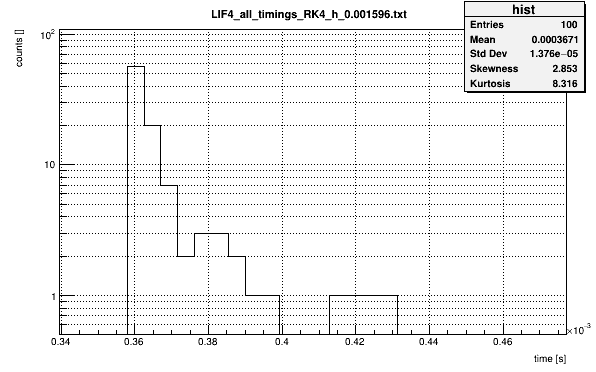 LIF4_all_timings_RK4_h_0.001596.txt
hist
Entries 100
Mean 0.0003671
Std Dev 1.376e−05
Skewness 2.853
Kurtosis 8.316
counts []
10²
10
1
0.34 0.36 0.38 0.4 0.42 0.44 0.46
×10⁻³
time [s]